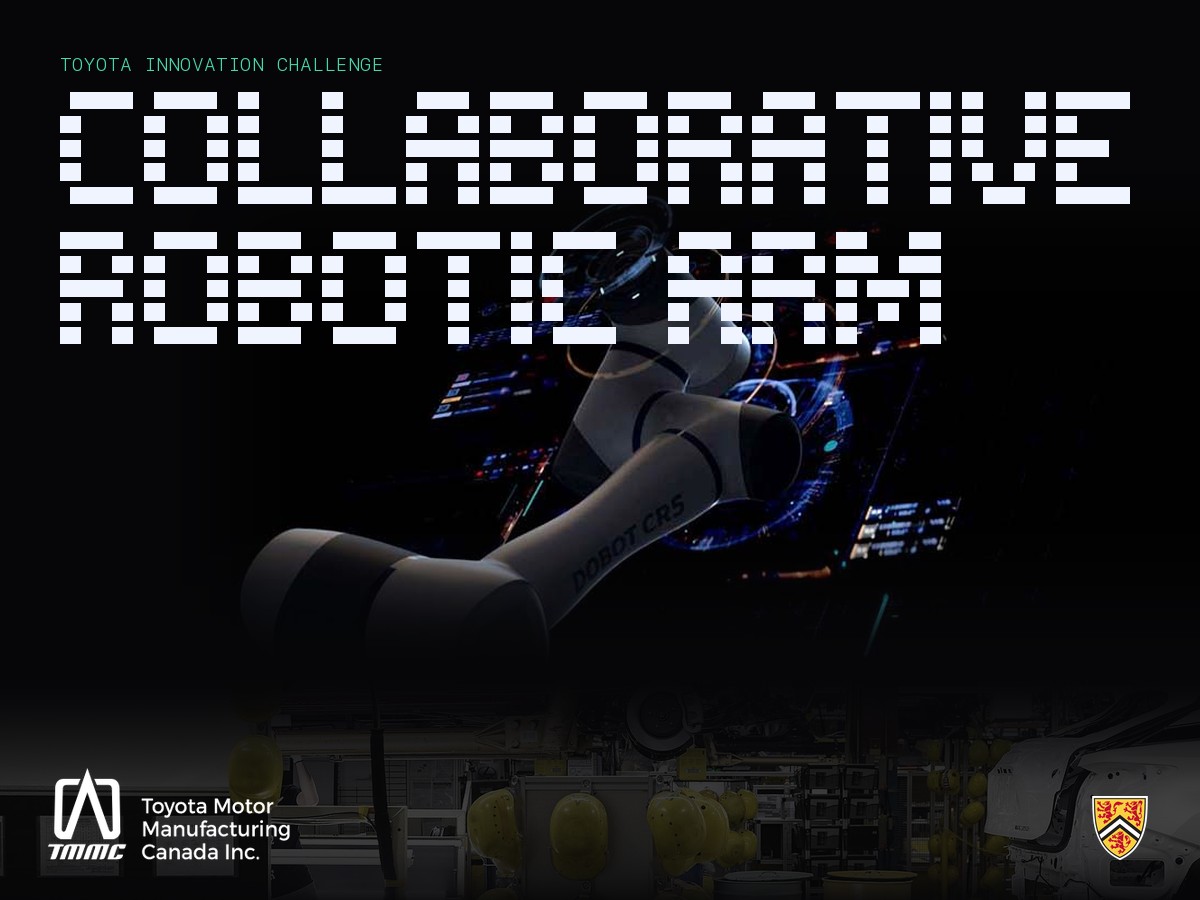 TOYOTA INNOVATION CHALLENGE
COLLABORATIVE
ROBOTIC ARM
DOBOT CR5
TMMC
Toyota Motor
Manufacturing
Canada Inc.